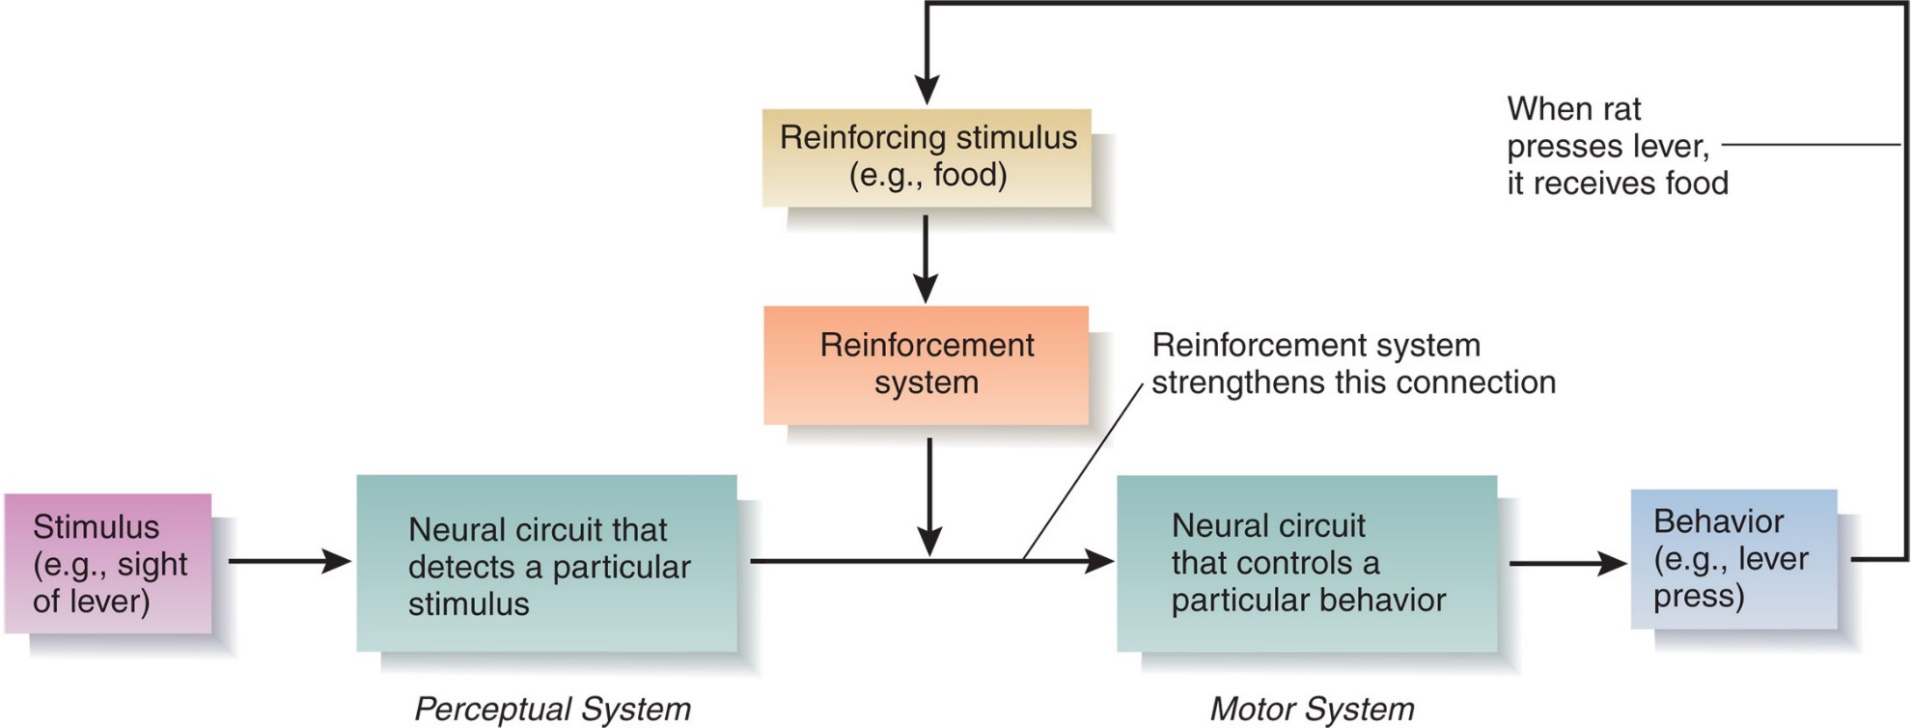 When rat
presses lever,
it receives food
Reinforcing stimulus
(e.g., food)
Reinforcement
system
Reinforcement system
strengthens this connection
Stimulus
(e.g., sight
of lever)
Neural circuit that
detects a particular
stimulus
Neural circuit
that controls a
particular behavior
Behavior
(e.g., lever
press)
Perceptual System
Motor System